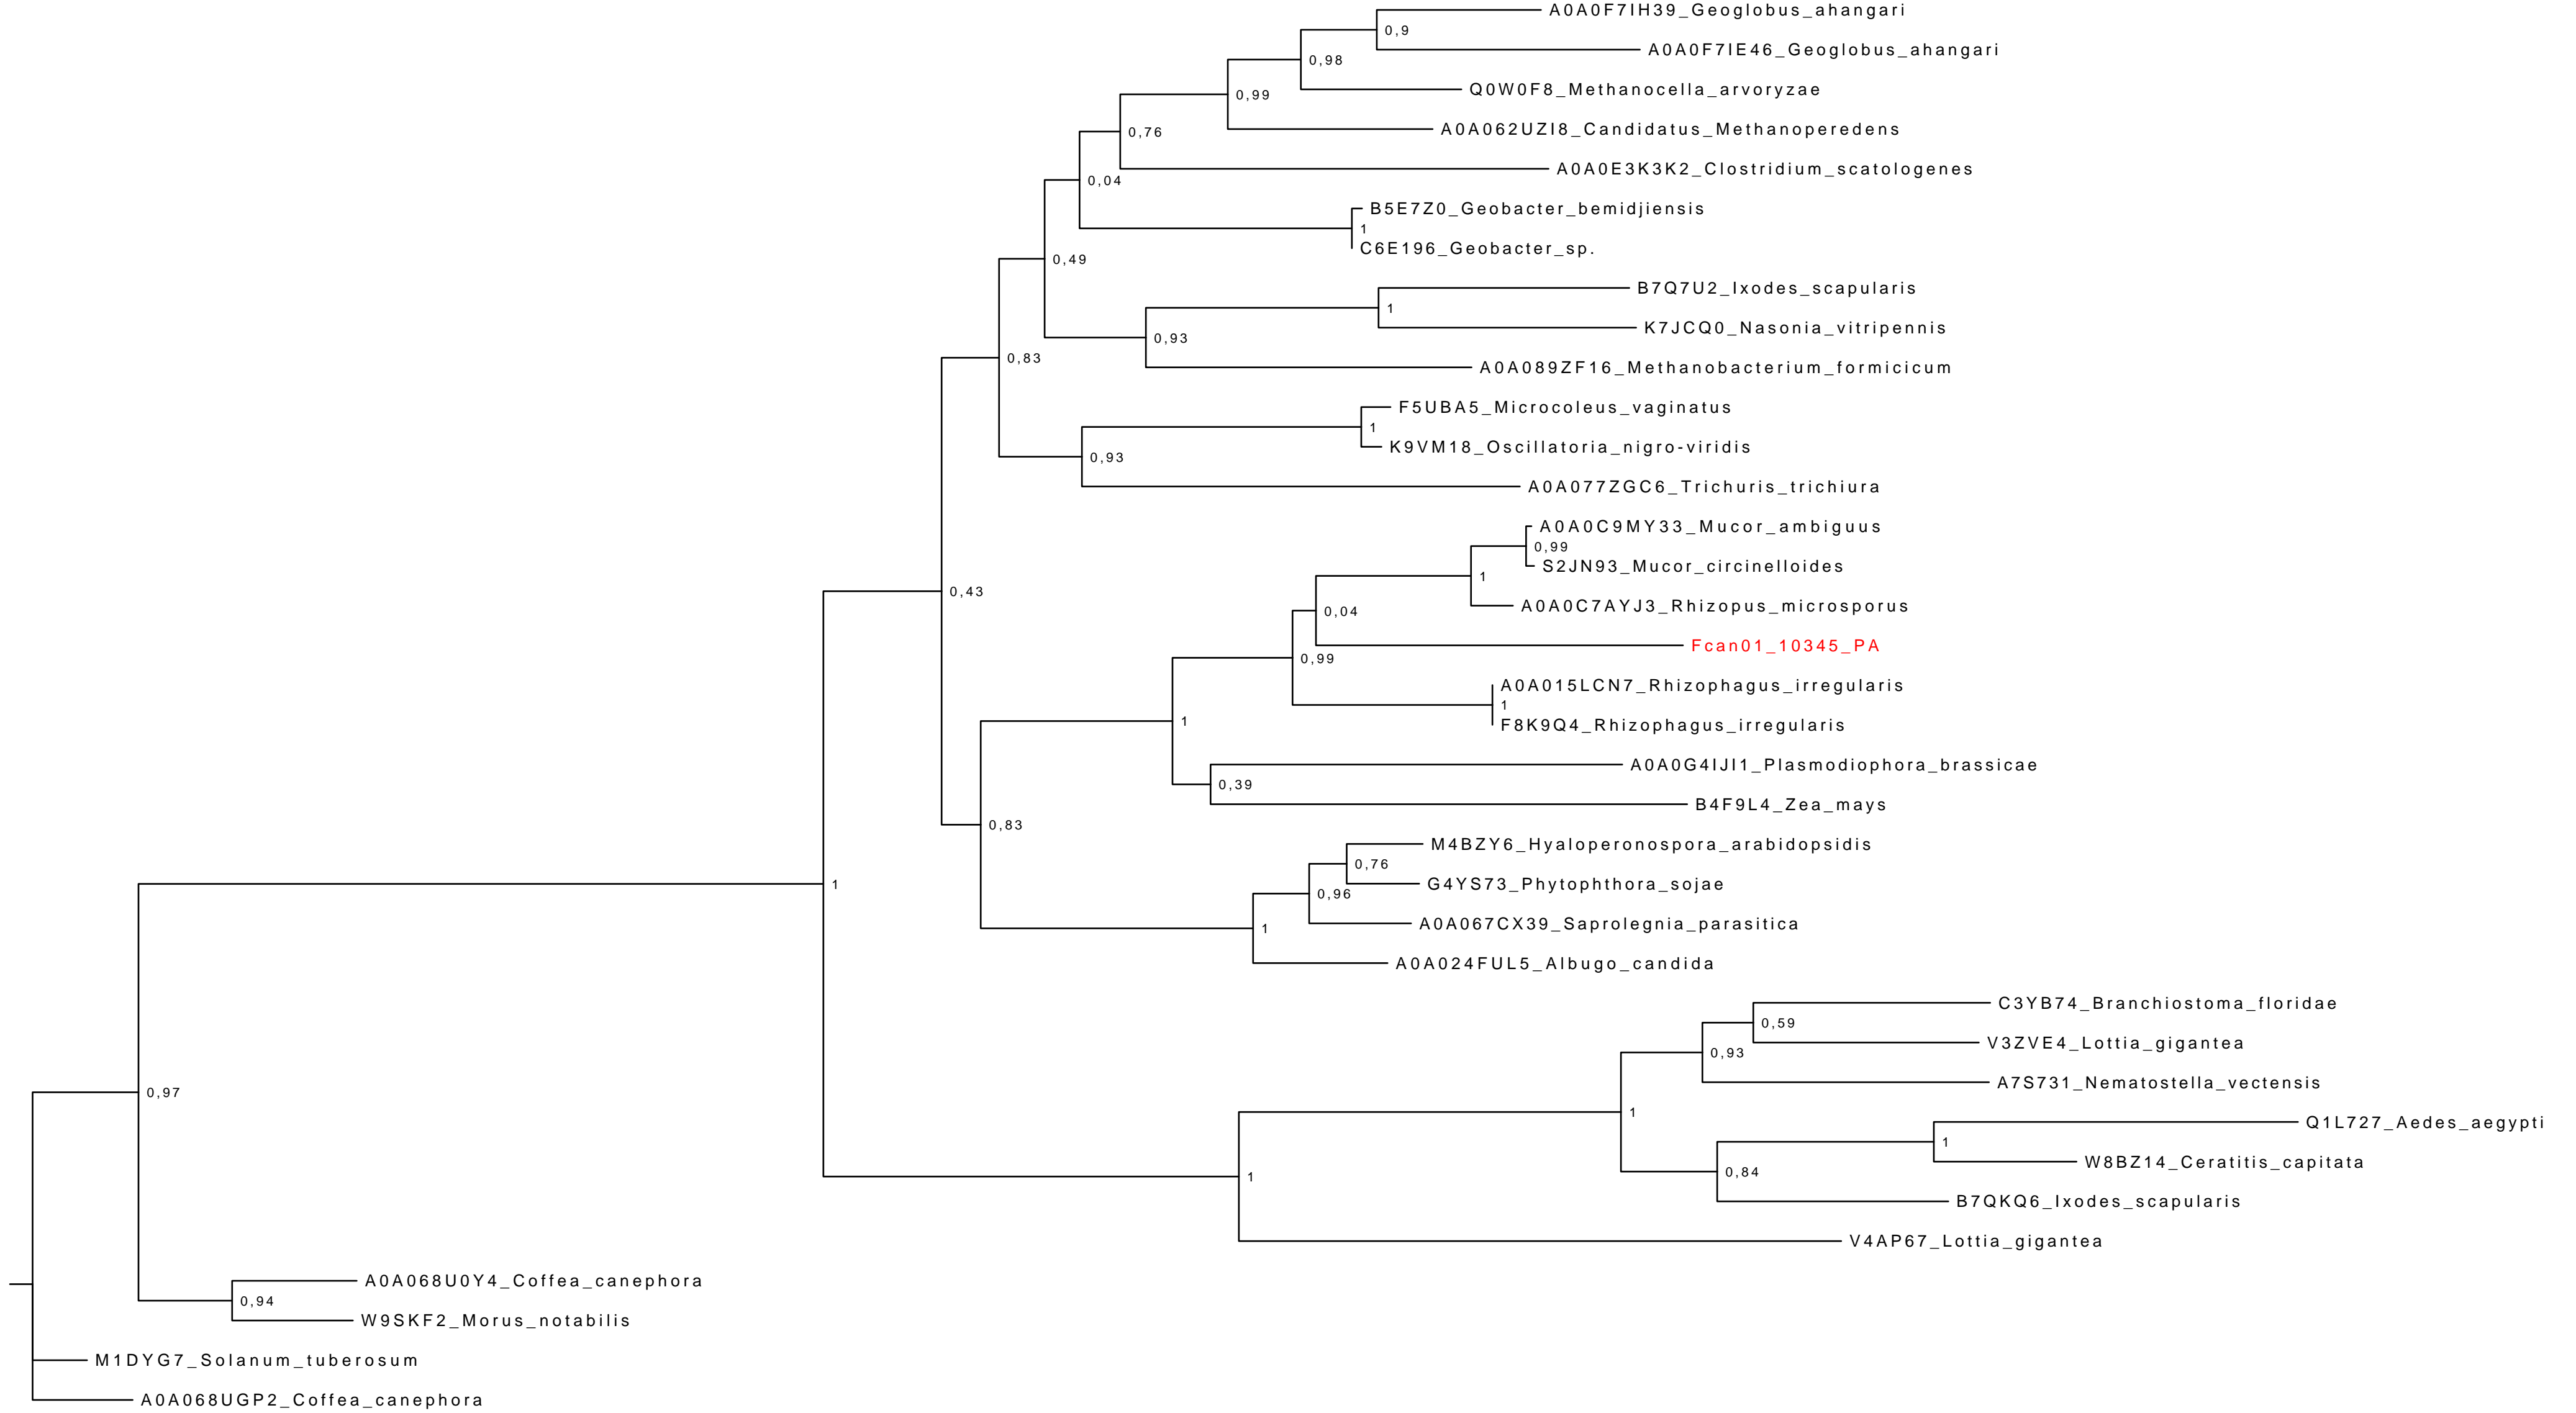 A0A0F7IH39_Geoglobus_ahangari
0,9
A0A0F7IE46_Geoglobus_ahangari
0,98
Q0W0F8_Methanocella_arvoryzae
0,99
A0A062UZI8_Candidatus_Methanoperedens
0,76
A0A0E3K3K2_Clostridium_scatologenes
0,04
B5E7Z0_Geobacter_bemidjiensis
1
C6E196_Geobacter_sp.
0,49
B7Q7U2_Ixodes_scapularis
1
K7JCQ0_Nasonia_vitripennis
0,93
0,83
A0A089ZF16_Methanobacterium_formicicum
F5UBA5_Microcoleus_vaginatus
1
K9VM18_Oscillatoria_nigro-viridis
0,93
A0A077ZGC6_Trichuris_trichiura
A0A0C9MY33_Mucor_ambiguus
0,99
S2JN93_Mucor_circinelloides
1
0,43
A0A0C7AYJ3_Rhizopus_microsporus
0,04
Fcan01_10345_PA
0,99
A0A015LCN7_Rhizophagus_irregularis
1
F8K9Q4_Rhizophagus_irregularis
1
A0A0G4IJI1_Plasmodiophora_brassicae
0,39
B4F9L4_Zea_mays
0,83
M4BZY6_Hyaloperonospora_arabidopsidis
0,76
G4YS73_Phytophthora_sojae
1
0,96
A0A067CX39_Saprolegnia_parasitica
1
A0A024FUL5_Albugo_candida
C3YB74_Branchiostoma_floridae
0,59
V3ZVE4_Lottia_gigantea
0,93
A7S731_Nematostella_vectensis
0,97
1
Q1L727_Aedes_aegypti
1
W8BZ14_Ceratitis_capitata
0,84
1
B7QKQ6_Ixodes_scapularis
V4AP67_Lottia_gigantea
A0A068U0Y4_Coffea_canephora
0,94
W9SKF2_Morus_notabilis
M1DYG7_Solanum_tuberosum
A0A068UGP2_Coffea_canephora